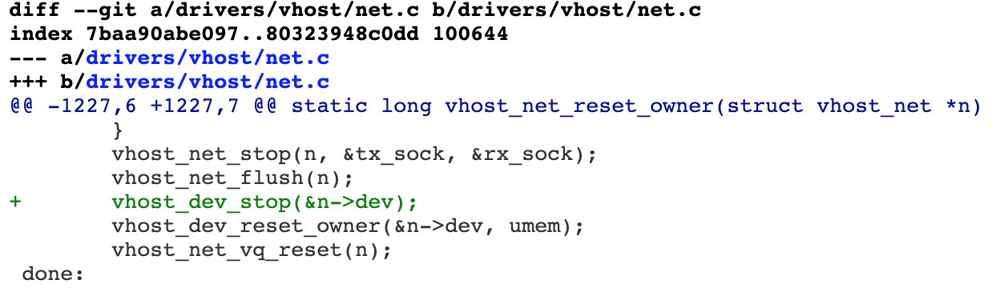 diff --git a/drivers/vhost/net.c b/drivers/vhost/net.c
index 7baa90abe097..80323948c0dd 100644
--- a/drivers/vhost/net.c
+++ b/drivers/vhost/net.c
@@ -1227,6 +1227,7 @@ static long vhost_net_reset_owner(struct vhost_net *n)
        }
        vhost_net_stop(n, &tx_sock, &rx_sock);
        vhost_net_flush(n);
+       vhost_dev_stop(&n->dev);
        vhost_dev_reset_owner(&n->dev, umem);
        vhost_net_vq_reset(n);
 done: